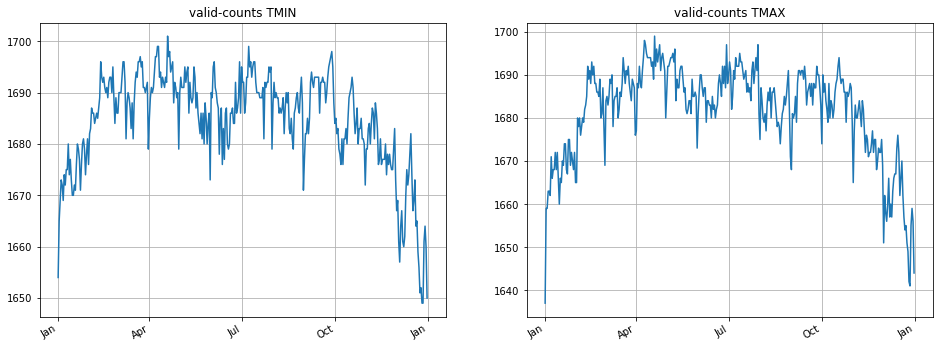 valid-counts TMIN
1700
1690
1680
1670
1660
1650
Jan
Apr
Jul
Oct
Jan
valid-counts TMAX
1700
1690
1680
1670
1660
1650
1640
Jan
Apr
Jul
Oct
Jan